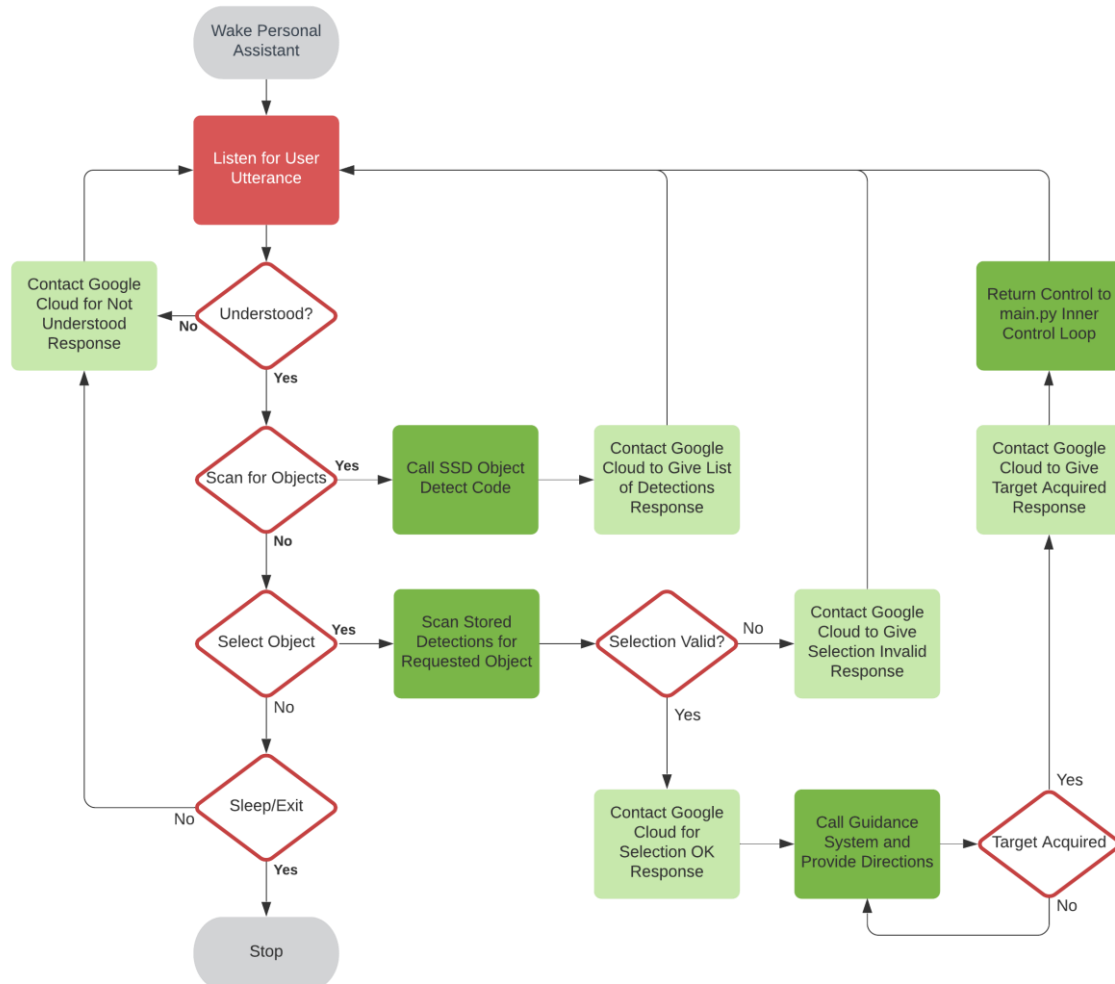 Wake Personal
Assistant
Listen for User
Utterance
Contact Google
Cloud for Not
Understood
Response
No
Understood?
Return Control to
main.py Inner
Control Loop
Yes
Scan for Objects
Yes
Call SSD Object
Detect Code
Contact Google
Cloud to Give List
of Detections
Response
Contact Google
Cloud to Give
Target Acquired
Response
No
Select Object
Yes
Scan Stored
Detections for
Requested Object
Selection Valid?
No
Contact Google
Cloud to Give
Selection Invalid
Response
No
Yes
Sleep/Exit
No
Contact Google
Cloud for
Selection OK
Response
Call Guidance
System and
Provide Directions
Yes
Target Acquired
No
Yes
Stop